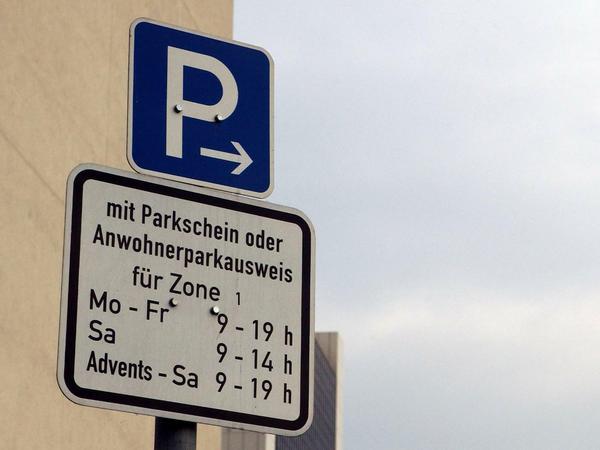 P
mit Parkschein oder
Anwohnerparkausweis
für Zone 1
Mo - Fr 9 - 19 h
Sa 9 - 14 h
Advents - Sa 9 - 19 h